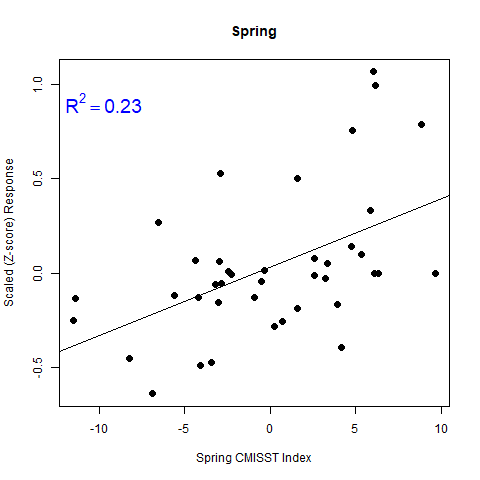 Spring
R² = 0.23
Scaled (Z-score) Response
1.0
0.5
0.0
-0.5
-10 -5 0 5 10
Spring CMISST Index